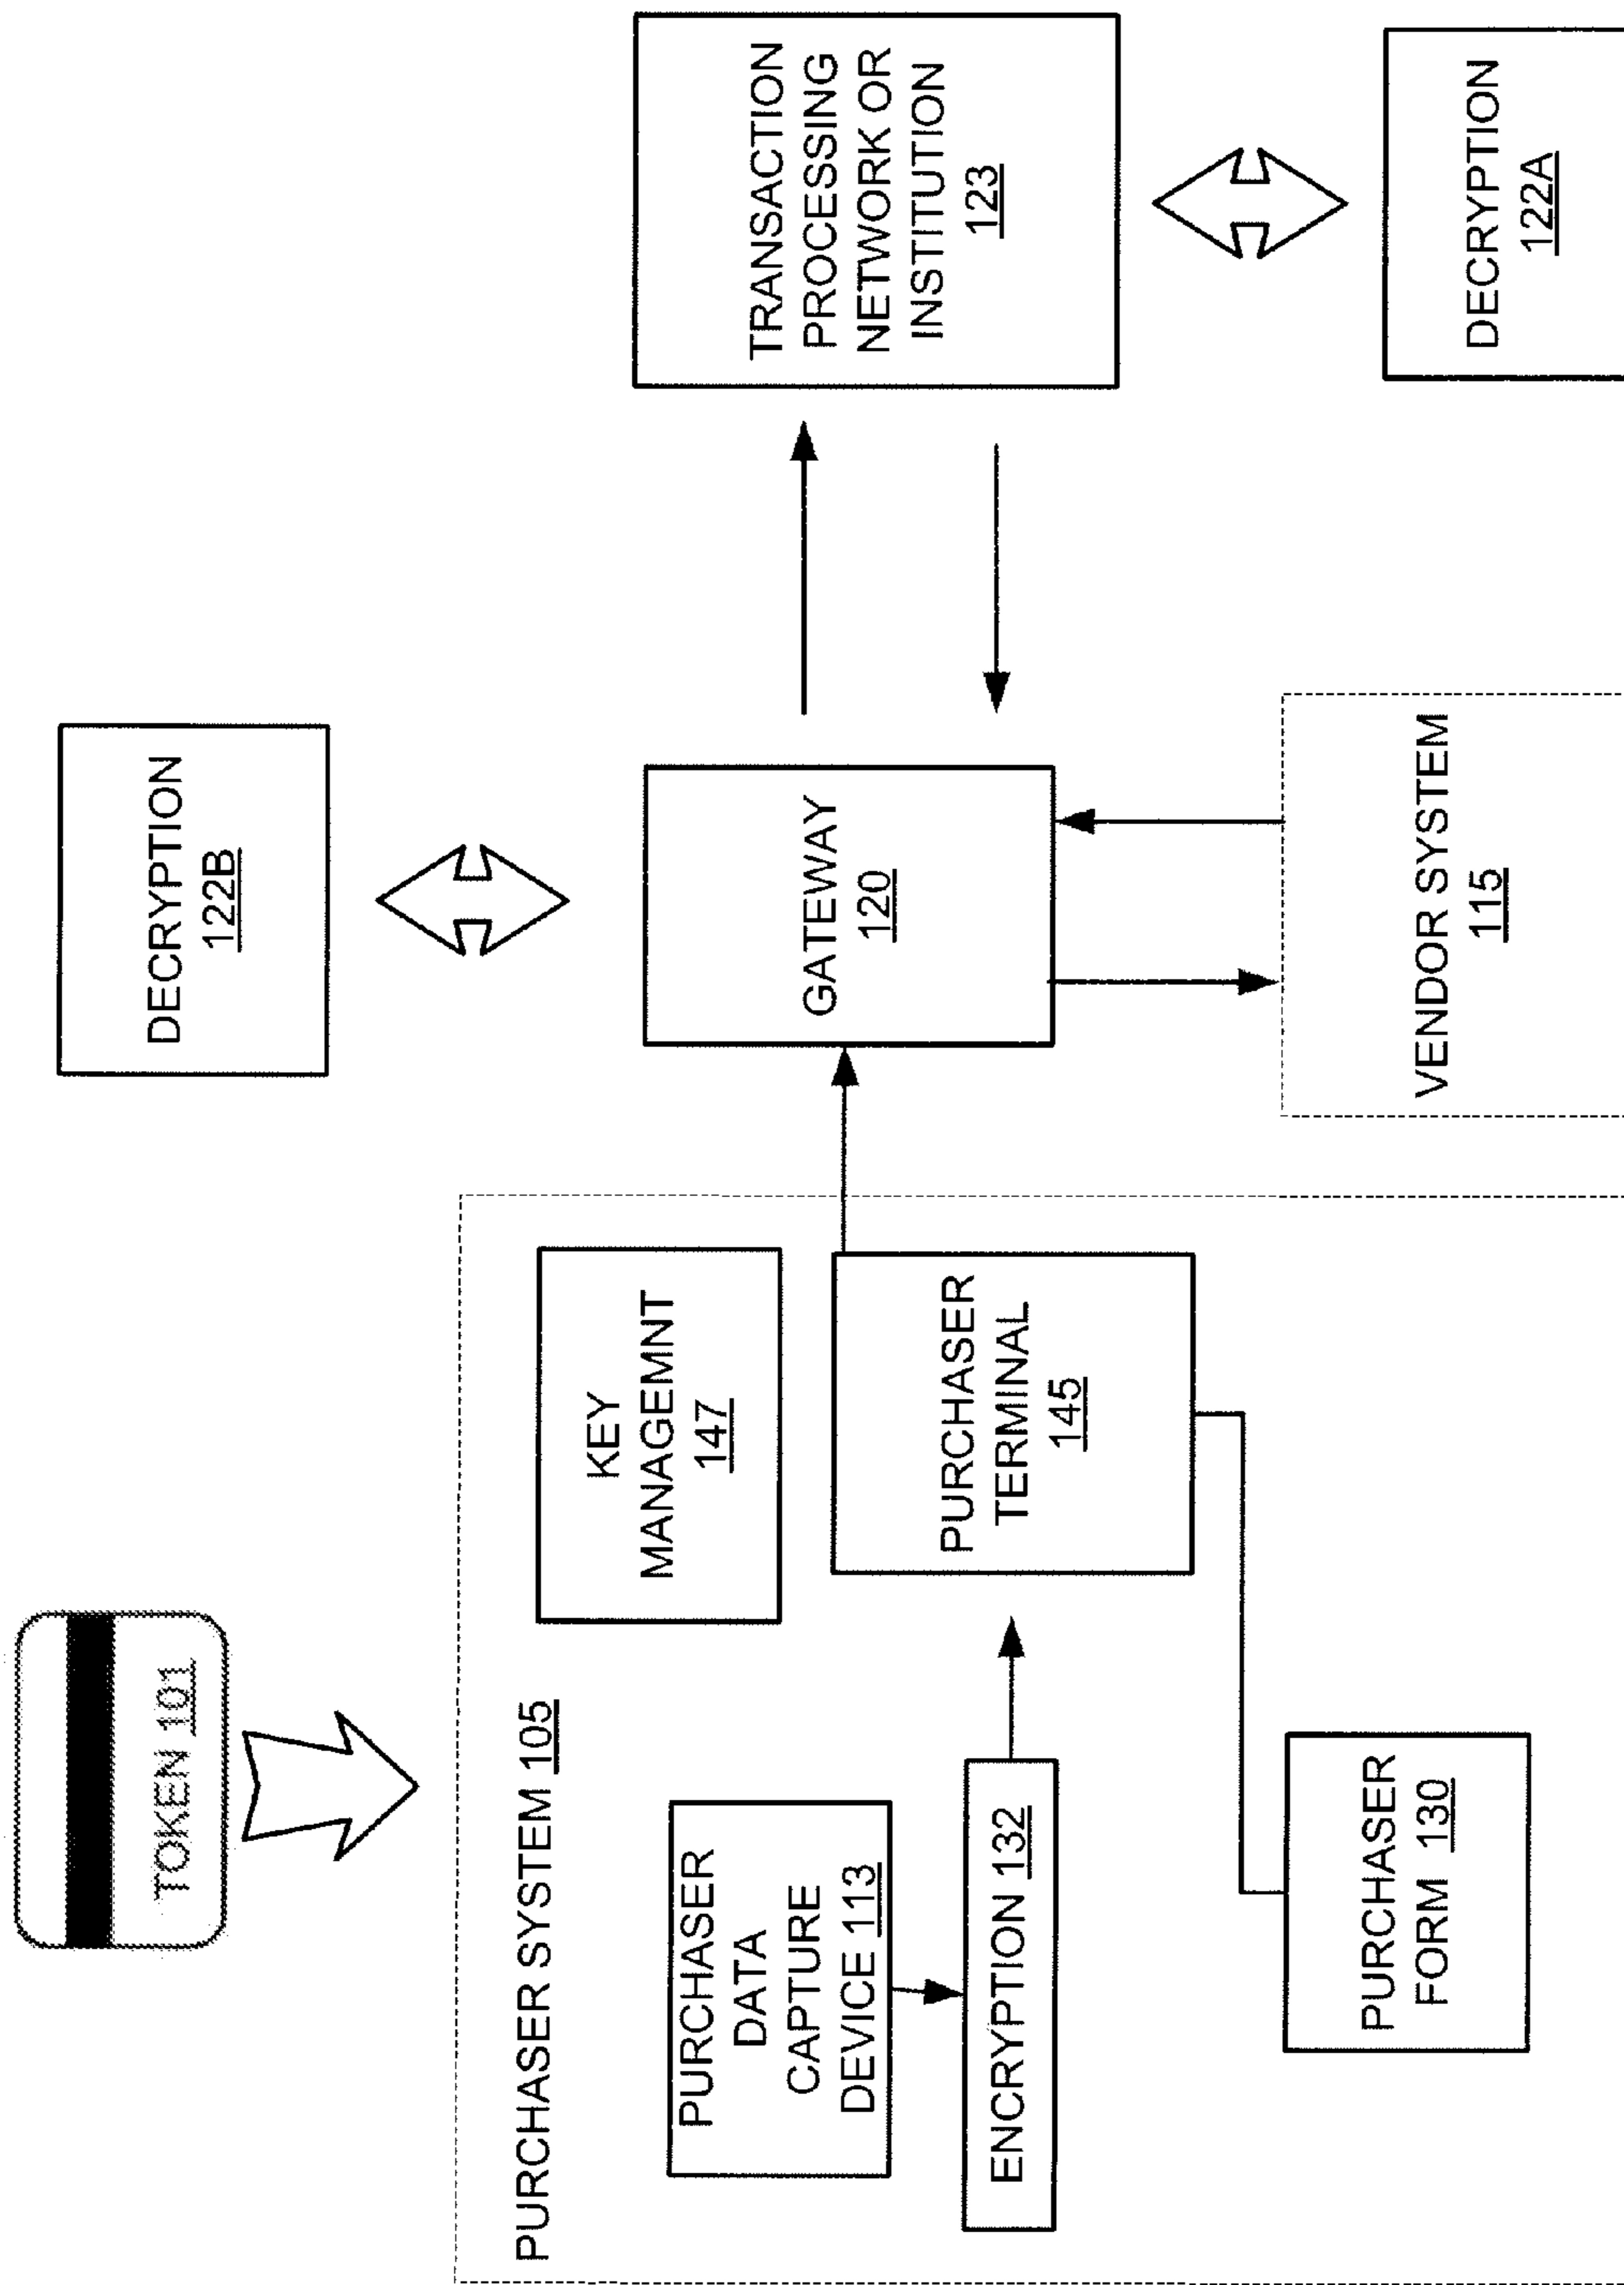 TOKEN 101
PURCHASER SYSTEM 105
PURCHASER
DATA
CAPTURE
DEVICE 113
ENCRYPTION 132
PURCHASER
FORM 130
KEY
MANAGEMNT
147
PURCHASER
TERMINAL
145
DECRYPTION
122B
GATEWAY
120
VENDOR SYSTEM
115
TRANSACTION
PROCESSING
NETWORK OR
INSTITUTION
123
DECRYPTION
122A